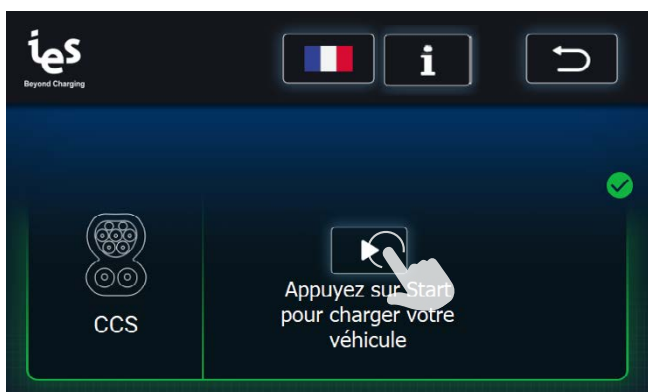 ies
Beyond Charging
i
CCS
Appuyez sur Start
pour charger votre
véhicule